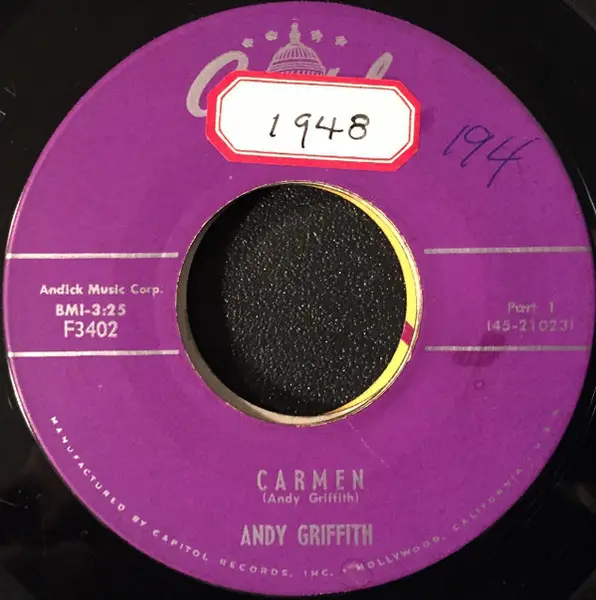 1948
194
Andick Music Corp.
BMI-3:25
F3402
Part 1
(45-21023)
CARMEN
(Andy Griffith)
ANDY GRIFFITH
MANUFACTURED BY CAPITOL RECORDS, INC. HOLLYWOOD, CALIFORNIA U.S.A.